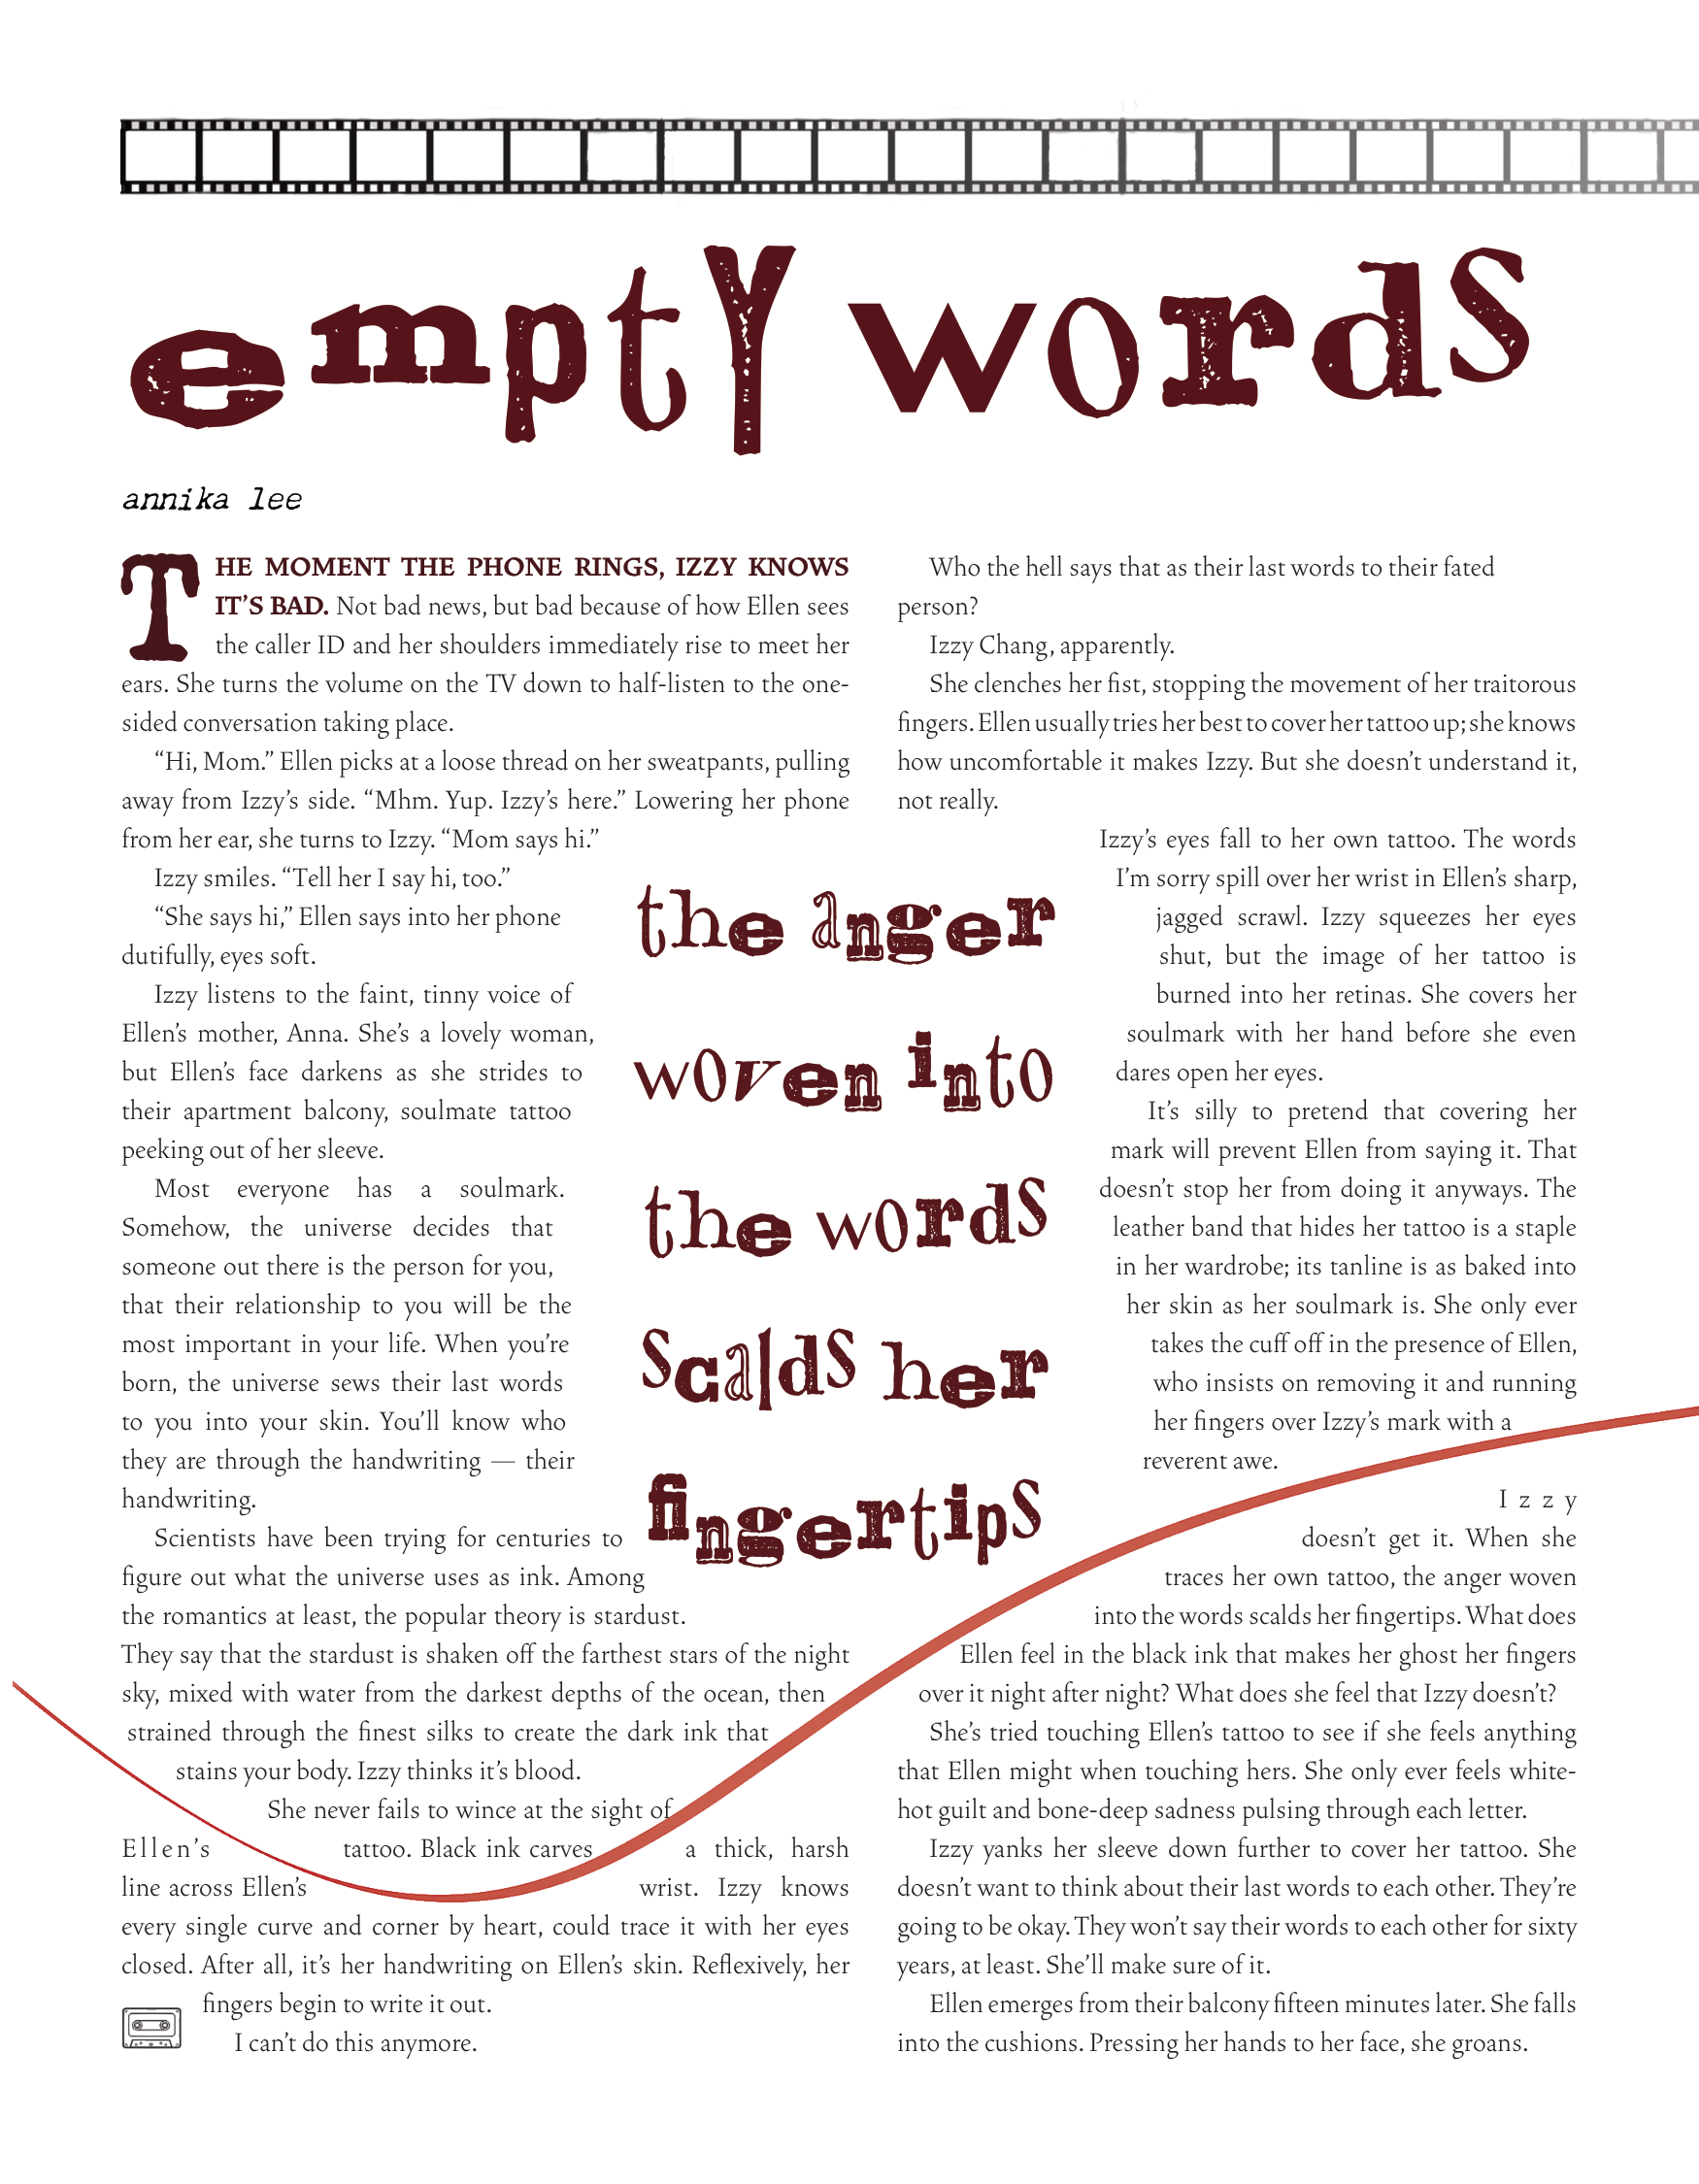 empty words
annika lee
THE MOMENT THE PHONE RINGS, IZZY KNOWS
IT'S BAD. Not bad news, but bad because of how Ellen sees
the caller ID and her shoulders immediately rise to meet her
ears. She turns the volume on the TV down to half-listen to the one-
sided conversation taking place.
“Hi, Mom.” Ellen picks at a loose thread on her sweatpants, pulling
away from Izzy’s side. “Mhm. Yup. Izzy’s here.” Lowering her phone
from her ear, she turns to Izzy. “Mom says hi.”
Izzy smiles. “Tell her I say hi, too.”
“She says hi,” Ellen says into her phone
dutifully, eyes soft.
Izzy listens to the faint, tinny voice of
Ellen’s mother, Anna. She’s a lovely woman,
but Ellen’s face darkens as she strides to
their apartment balcony, soulmate tattoo
peeking out of her sleeve.
Most everyone has a soulmark.
Somehow, the universe decides that
someone out there is the person for you,
that their relationship to you will be the
most important in your life. When you’re
born, the universe sews their last words
to you into your skin. You’ll know who
they are through the handwriting — their
handwriting.
Scientists have been trying for centuries to
figure out what the universe uses as ink. Among
the romantics at least, the popular theory is stardust.
They say that the stardust is shaken off the farthest stars of the night
sky, mixed with water from the darkest depths of the ocean, then
strained through the finest silks to create the dark ink that
stains your body. Izzy thinks it’s blood.
She never fails to wince at the sight of
Ellen’s tattoo. Black ink carves a thick, harsh
line across Ellen’s wrist. Izzy knows
every single curve and corner by heart, could trace it with her eyes
closed. After all, it’s her handwriting on Ellen’s skin. Reflexively, her
fingers begin to write it out.
I can’t do this anymore.
the anger
woven into
the words
scalds her
fingertips
Who the hell says that as their last words to their fated
person?
Izzy Chang, apparently.
She clenches her fist, stopping the movement of her traitorous
fingers. Ellen usually tries her best to cover her tattoo up; she knows
how uncomfortable it makes Izzy. But she doesn’t understand it,
not really.
Izzy’s eyes fall to her own tattoo. The words
I’m sorry spill over her wrist in Ellen’s sharp,
jagged scrawl. Izzy squeezes her eyes
shut, but the image of her tattoo is
burned into her retinas. She covers her
soulmark with her hand before she even
dares open her eyes.
It’s silly to pretend that covering her
mark will prevent Ellen from saying it. That
doesn’t stop her from doing it anyways. The
leather band that hides her tattoo is a staple
in her wardrobe; its tanline is as baked into
her skin as her soulmark is. She only ever
takes the cuff off in the presence of Ellen,
who insists on removing it and running
her fingers over Izzy’s mark with a
reverent awe.
Izzy
doesn’t get it. When she
traces her own tattoo, the anger woven
into the words scalds her fingertips. What does
Ellen feel in the black ink that makes her ghost her fingers
over it night after night? What does she feel that Izzy doesn’t?
She’s tried touching Ellen’s tattoo to see if she feels anything
that Ellen might when touching hers. She only ever feels white-
hot guilt and bone-deep sadness pulsing through each letter.
Izzy yanks her sleeve down further to cover her tattoo. She
doesn’t want to think about their last words to each other. They’re
going to be okay. They won’t say their words to each other for sixty
years, at least. She’ll make sure of it.
Ellen emerges from their balcony fifteen minutes later. She falls
into the cushions. Pressing her hands to her face, she groans.